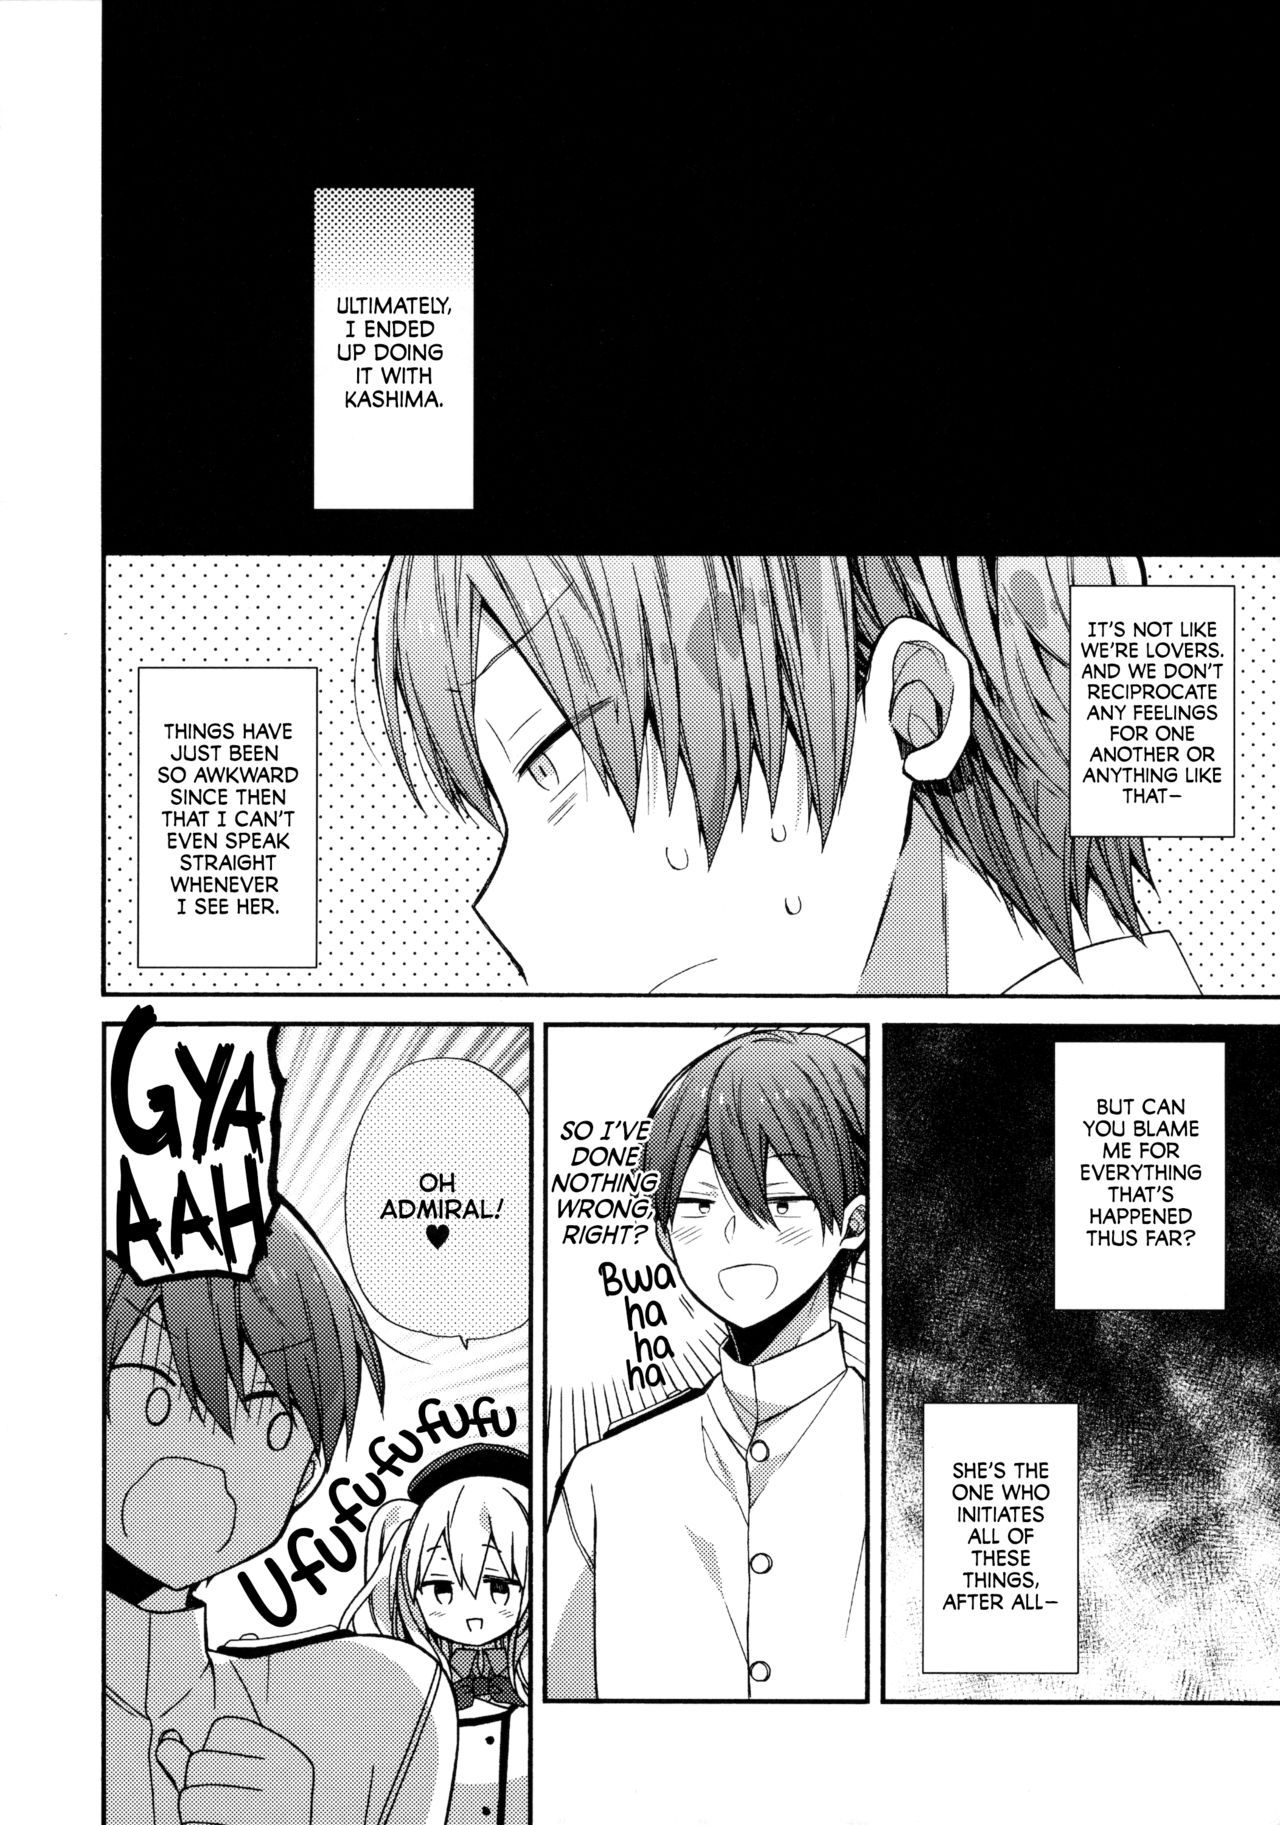 ULTIMATELY,
I ENDED
UP DOING
IT WITH
KASHIMA.
IT'S NOT LIKE
WE'RE LOVERS.
AND WE DON'T
RECIPROCATE
ANY FEELINGS
FOR ONE
ANOTHER OR
ANYTHING LIKE
THAT—
THINGS HAVE
JUST BEEN
SO AWKWARD
SINCE THEN
THAT I CAN'T
EVEN SPEAK
STRAIGHT
WHENEVER
I SEE HER.
BUT CAN
YOU BLAME
ME FOR
EVERYTHING
THAT'S
HAPPENED
THUS FAR?
SHE'S THE
ONE WHO
INITIATES
ALL OF
THESE
THINGS,
AFTER ALL—
SO I'VE
DONE
NOTHING
WRONG,
RIGHT?
BWA
HA
HA
HA
OH
ADMIRAL!
♥
UFUFUFUFUFUFU
GYA
AAH